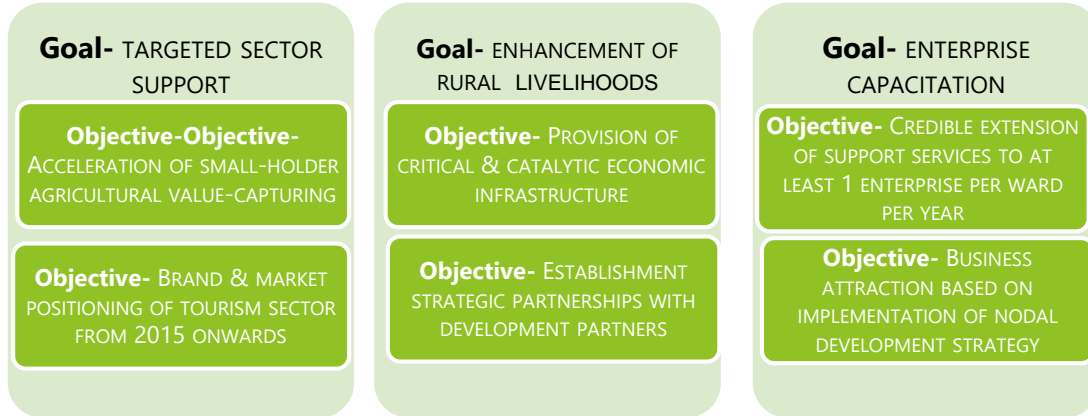 Goal- TARGETED SECTOR
SUPPORT
Objective-Objective-
ACCELERATION OF SMALL-HOLDER
AGRICULTURAL VALUE-CAPTURING
Objective- BRAND & MARKET
POSITIONING OF TOURISM SECTOR
FROM 2015 ONWARDS
Goal- ENHANCEMENT OF
RURAL LIVELIHOODS
Objective- PROVISION OF
CRITICAL & CATALYTIC ECONOMIC
INFRASTRUCTURE
Objective- ESTABLISHMENT
STRATEGIC PARTNERSHIPS WITH
DEVELOPMENT PARTNERS
Goal- ENTERPRISE
CAPACITATION
Objective- CREDIBLE EXTENSION
OF SUPPORT SERVICES TO AT
LEAST 1 ENTERPRISE PER WARD
PER YEAR
Objective- BUSINESS
ATTRACTION BASED ON
IMPLEMENTATION OF NODAL
DEVELOPMENT STRATEGY